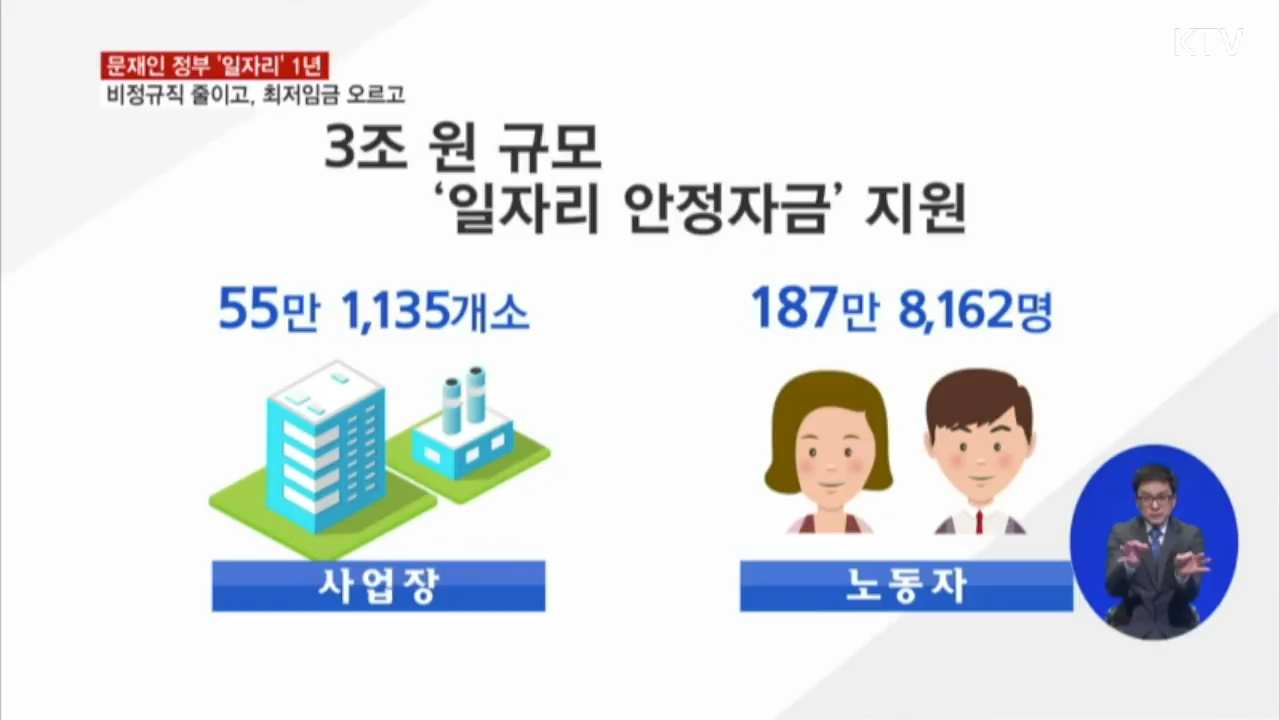 KTV
문재인 정부 '일자리' 1년
비정규직 줄이고, 최저임금 오르고
3조 원 규모
‘일자리 안정자금’ 지원
55만 1,135개소
187만 8,162명
사업장
노동자